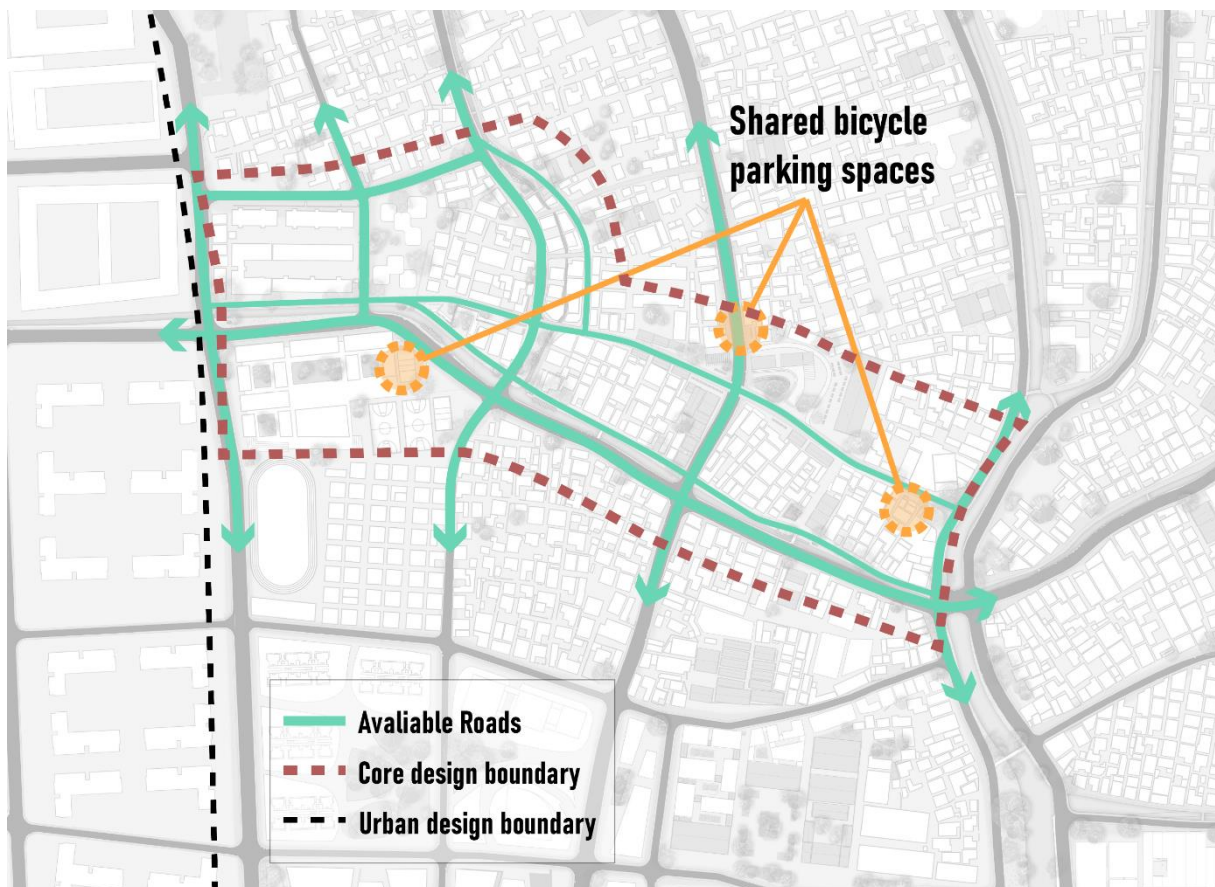 Shared bicycle
parking spaces
Avaliable Roads
Core design boundary
Urban design boundary